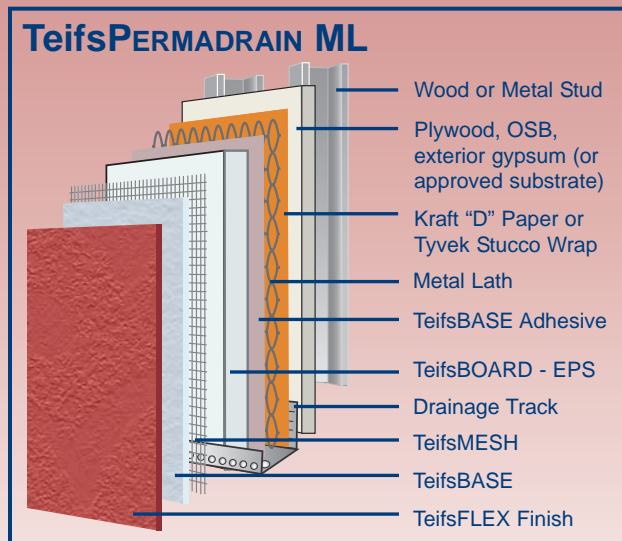 TeifsPERMADRAIN ML
Wood or Metal Stud
Plywood, OSB,
exterior gypsum (or
approved substrate)
Kraft “D” Paper or
Tyvek Stucco Wrap
Metal Lath
TeifsBASE Adhesive
TeifsBOARD - EPS
Drainage Track
TeifsMESH
TeifsBASE
TeifsFLEX Finish